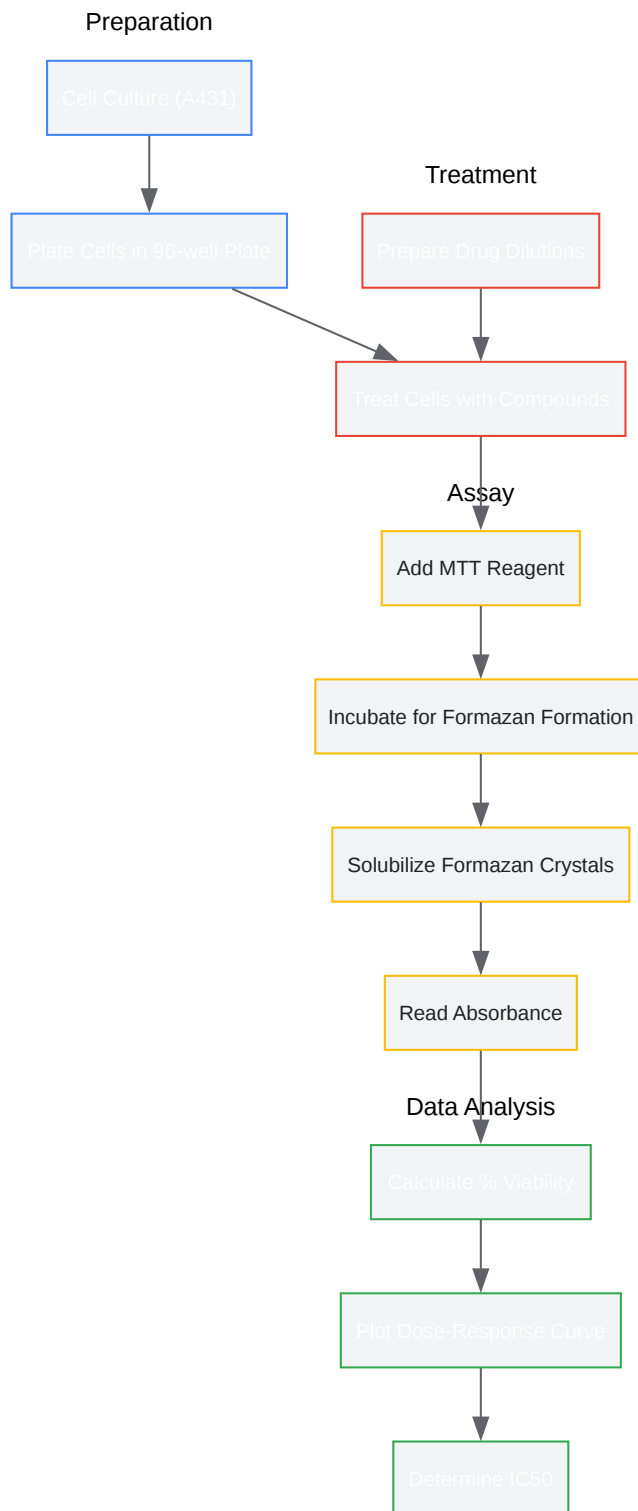 Preparation
Cell Culture (A431)
Treatment
Plate Cells in 96-well Plate
Prepare Drug Dilutions
Treat Cells with Compounds
Assay
Add MTT Reagent
Incubate for Formazan Formation
Solubilize Formazan Crystals
Read Absorbance
Data Analysis
Calculate % Viability
Plot Dose-Response Curve
Determine IC50